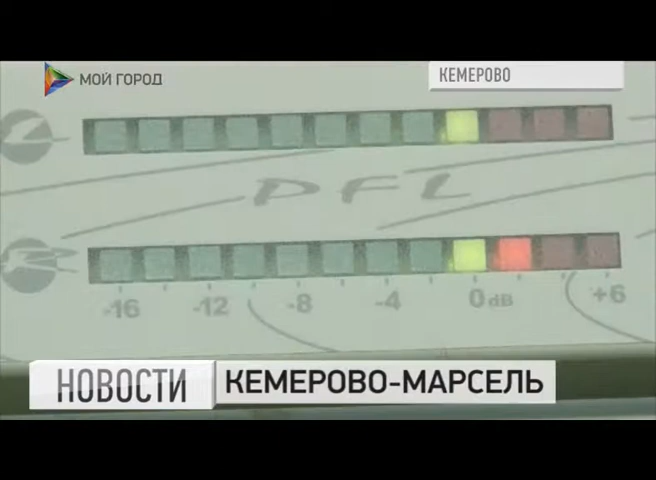 МОЙ ГОРОД
КЕМЕРОВО
PFL
-16 -12 -8 -4 0dB +6
НОВОСТИ
КЕМЕРОВО-МАРСЕЛЬ